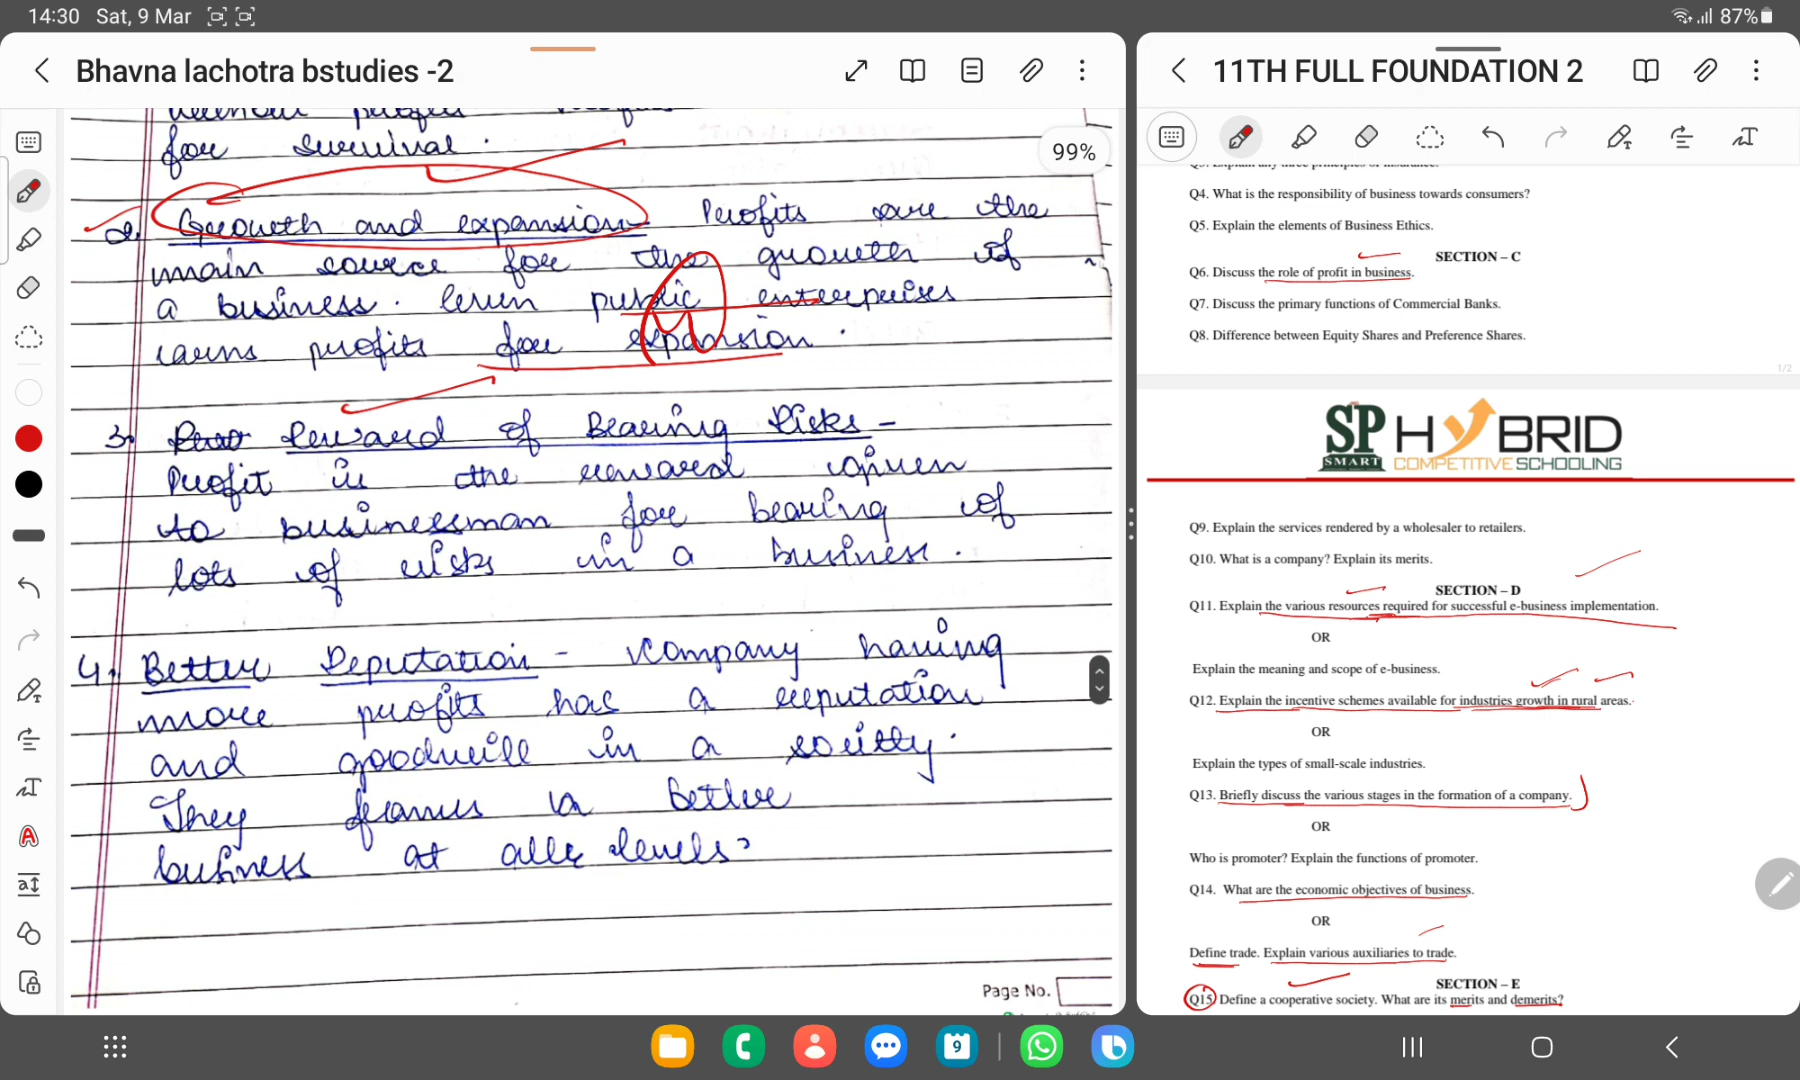 14:30 Sat, 9 Mar
87%
Bhavna lachotra bstudies -2
99%
for survival.
2. Growth and expansion Profits are the
main source for the growth of
a business. Even public enterprises
earns profits for expansion.
3. Reward of Bearing Risks -
Profit is the reward given
to businessman for bearing of
lots of risks in a business.
4. Better Reputation - Company having
more profits has a reputation
and goodwill in a society.
They in a better
business at all levels.
Page No.
11TH FULL FOUNDATION 2
Q3. Explain any three principles of insurance.
Q4. What is the responsibility of business towards consumers?
Q5. Explain the elements of Business Ethics.
SECTION – C
Q6. Discuss the role of profit in business.
Q7. Discuss the primary functions of Commercial Banks.
Q8. Difference between Equity Shares and Preference Shares.
1/2
SP HYBRID
SMART COMPETITIVE SCHOOLING
Q9. Explain the services rendered by a wholesaler to retailers.
Q10. What is a company? Explain its merits.
SECTION – D
Q11. Explain the various resources required for successful e-business implementation.
OR
Explain the meaning and scope of e-business.
Q12. Explain the incentive schemes available for industries growth in rural areas.
OR
Explain the types of small-scale industries.
Q13. Briefly discuss the various stages in the formation of a company.
OR
Who is promoter? Explain the functions of promoter.
Q14. What are the economic objectives of business.
OR
Define trade. Explain various auxiliaries to trade.
SECTION – E
Q15 Define a cooperative society. What are its merits and demerits?
9